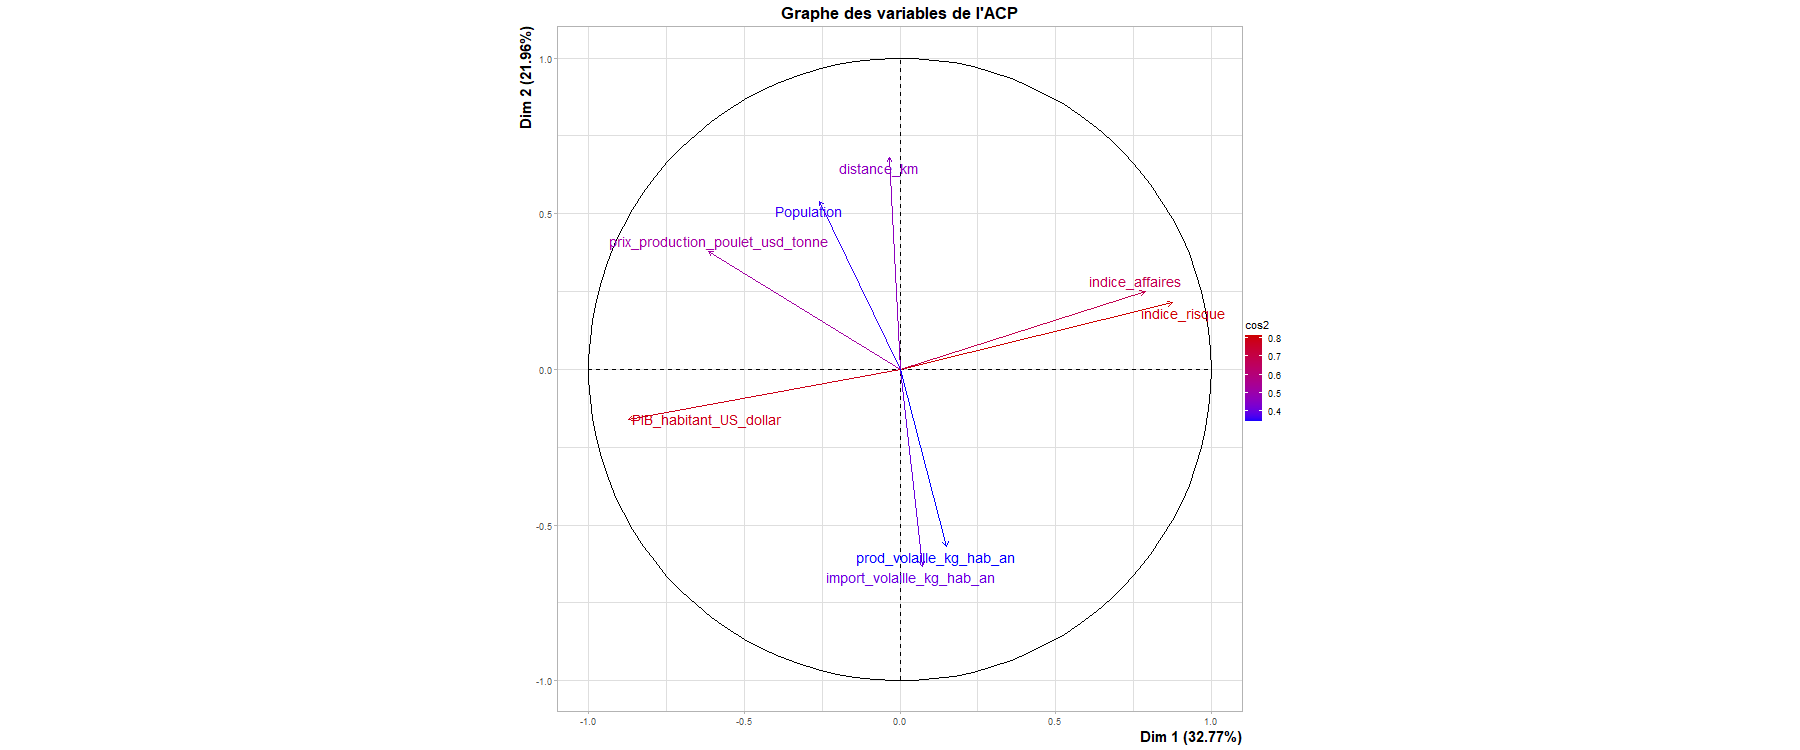 Graphe des variables de l'ACP
Dim 2 (21.96%)
1.0
0.5
0.0
-0.5
-1.0
distance_km
Population
prix_production_poulet_usd_tonne
indice_affaires
indice_risque
PIB_habitant_US_dollar
prod_volaille_kg_hab_an
import_volaille_kg_hab_an
cos2
0.8
0.7
0.6
0.5
0.4
-1.0
-0.5
0.0
0.5
1.0
Dim 1 (32.77%)